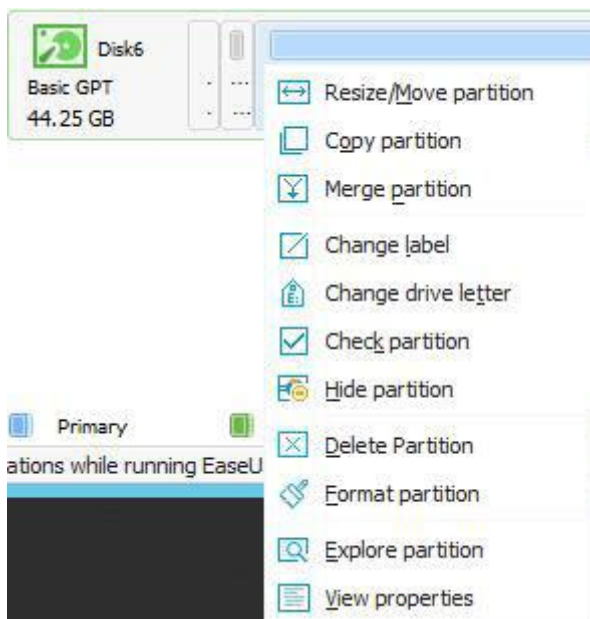 Disk6
Basic GPT
44.25 GB
Resize/Move partition
Copy partition
Merge partition
Change label
Change drive letter
Check partition
Hide partition
Primary
ations while running EaseU
Delete Partition
Format partition
Explore partition
View properties